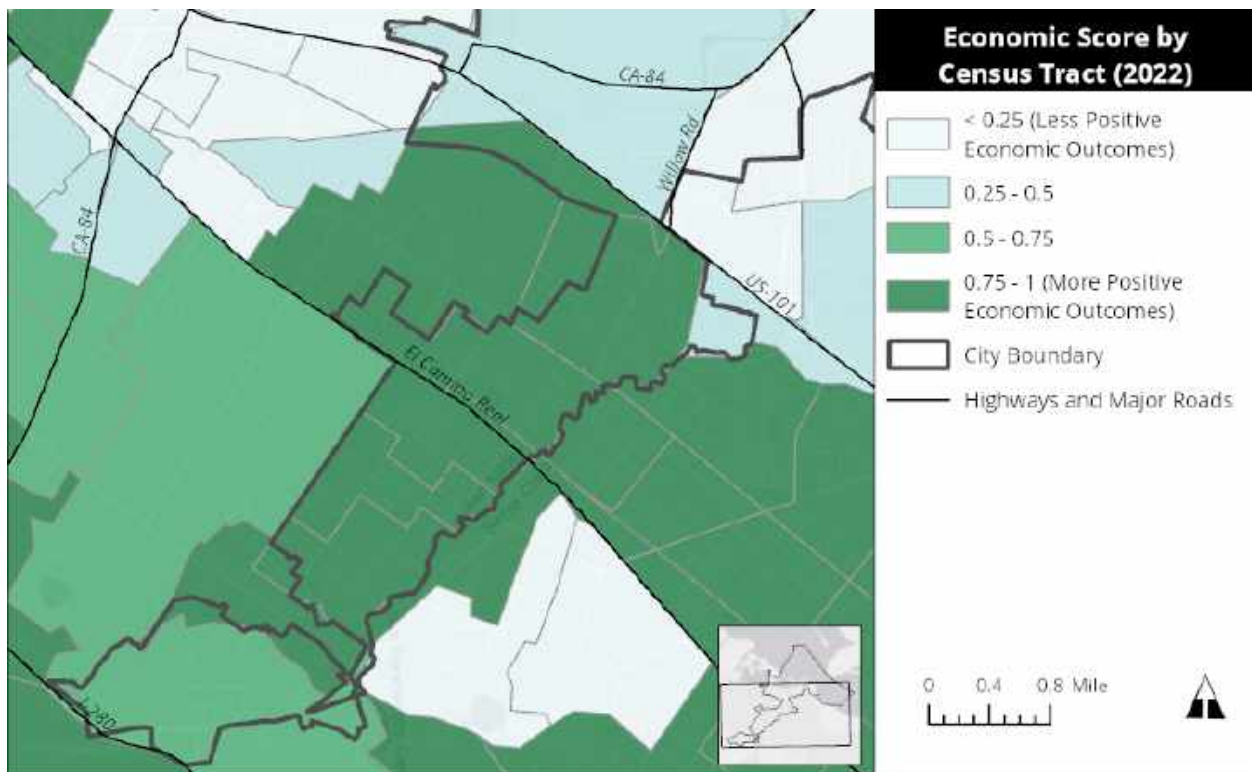 Economic Score by
Census Tract (2022)
< 0.25 (Less Positive
Economic Outcomes)
0.25 - 0.5
0.5 - 0.75
0.75 - 1 (More Positive
Economic Outcomes)
City Boundary
Highways and Major Roads
0 0.4 0.8 Mile
CA-84
Willow Rd
CA-84
US-101
El Camino Real
I-280